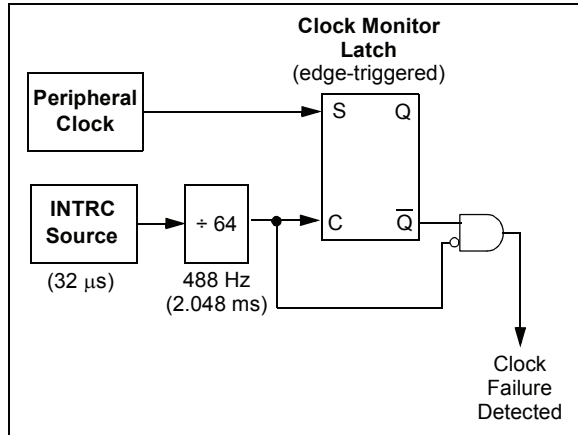 Clock Monitor
Latch
(edge-triggered)
Peripheral
Clock
S
Q
INTRC
Source
(32 μs)
÷ 64
488 Hz
(2.048 ms)
C
Q̅
Clock
Failure
Detected